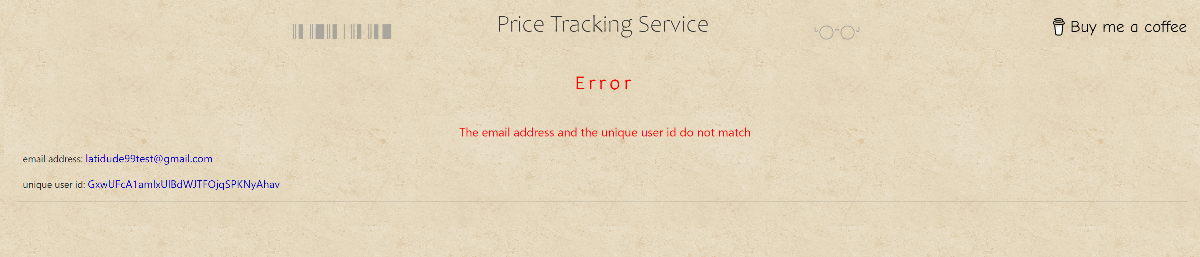 Price Tracking Service
Buy me a coffee
Error
The email address and the unique user id do not match
email address: latidude99test@gmail.com
unique user id: GxwUFcA1amlxUlBdWJTFOjqSPKNyAhav